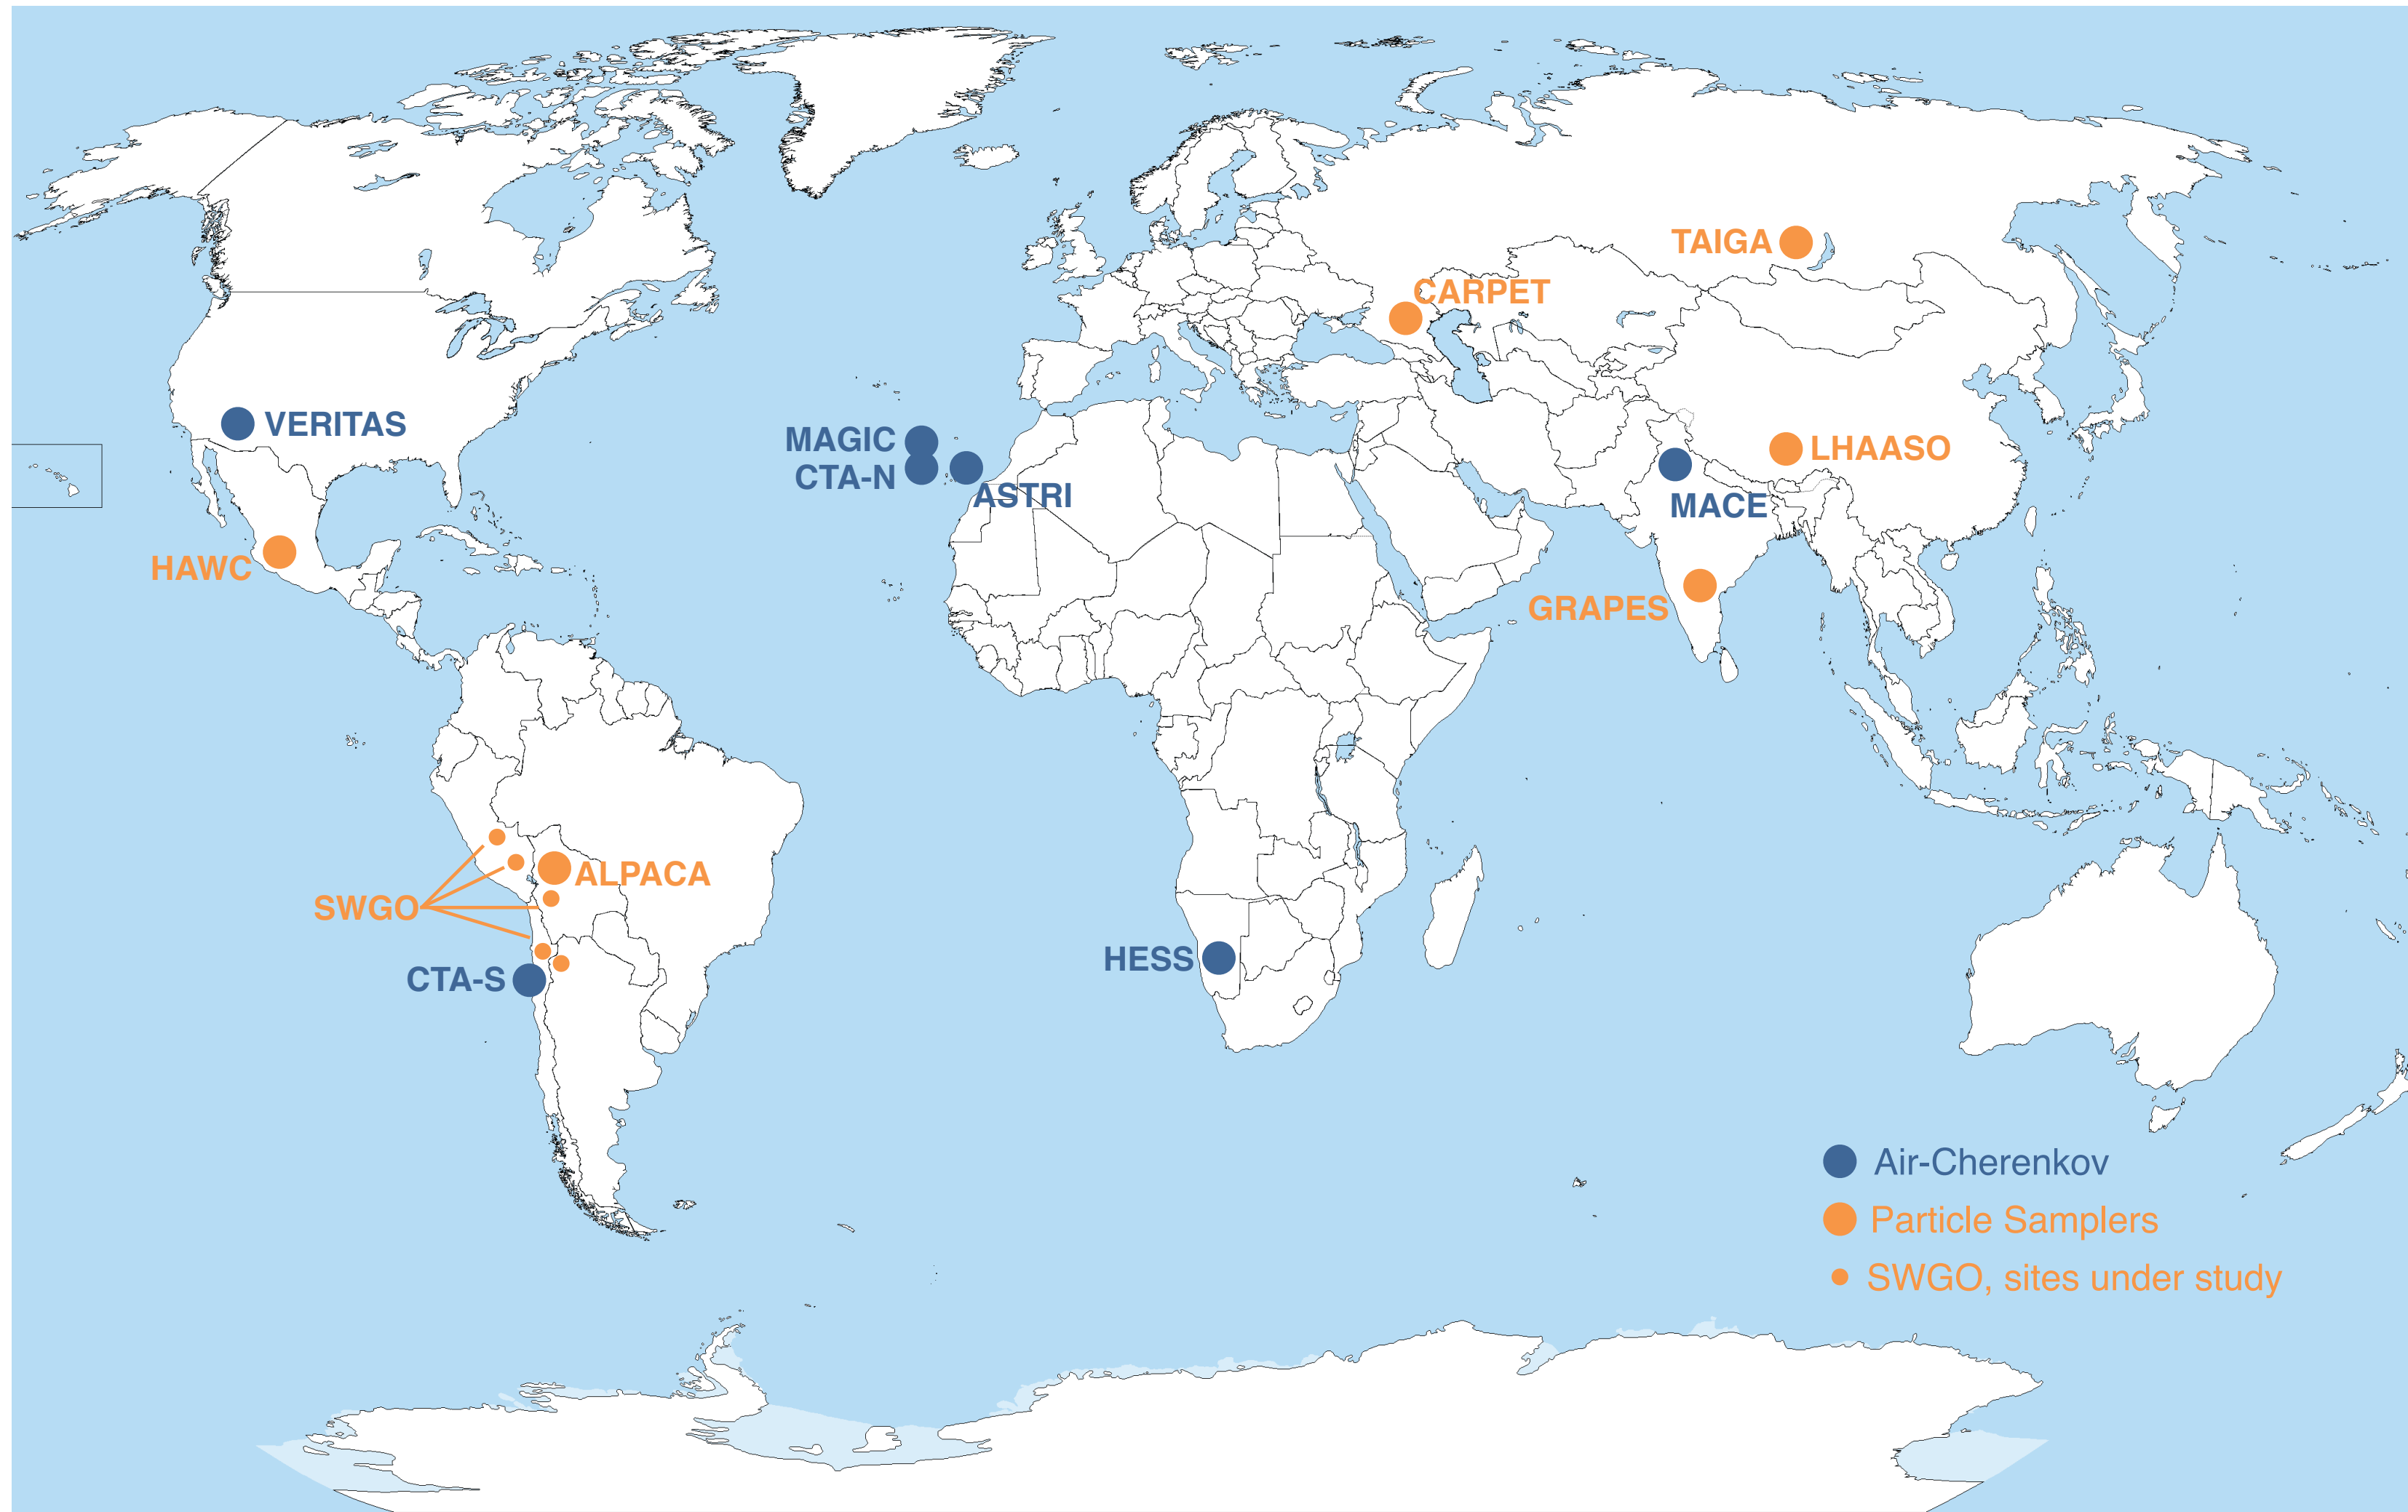 TAIGA
CARPET
VERITAS
MAGIC
CTA-N
ASTRI
LHAASO
MACE
HAWC
GRAPES
ALPACA
SWGO
CTA-S
HESS
Air-Cherenkov
Particle Samplers
SWGO, sites under study